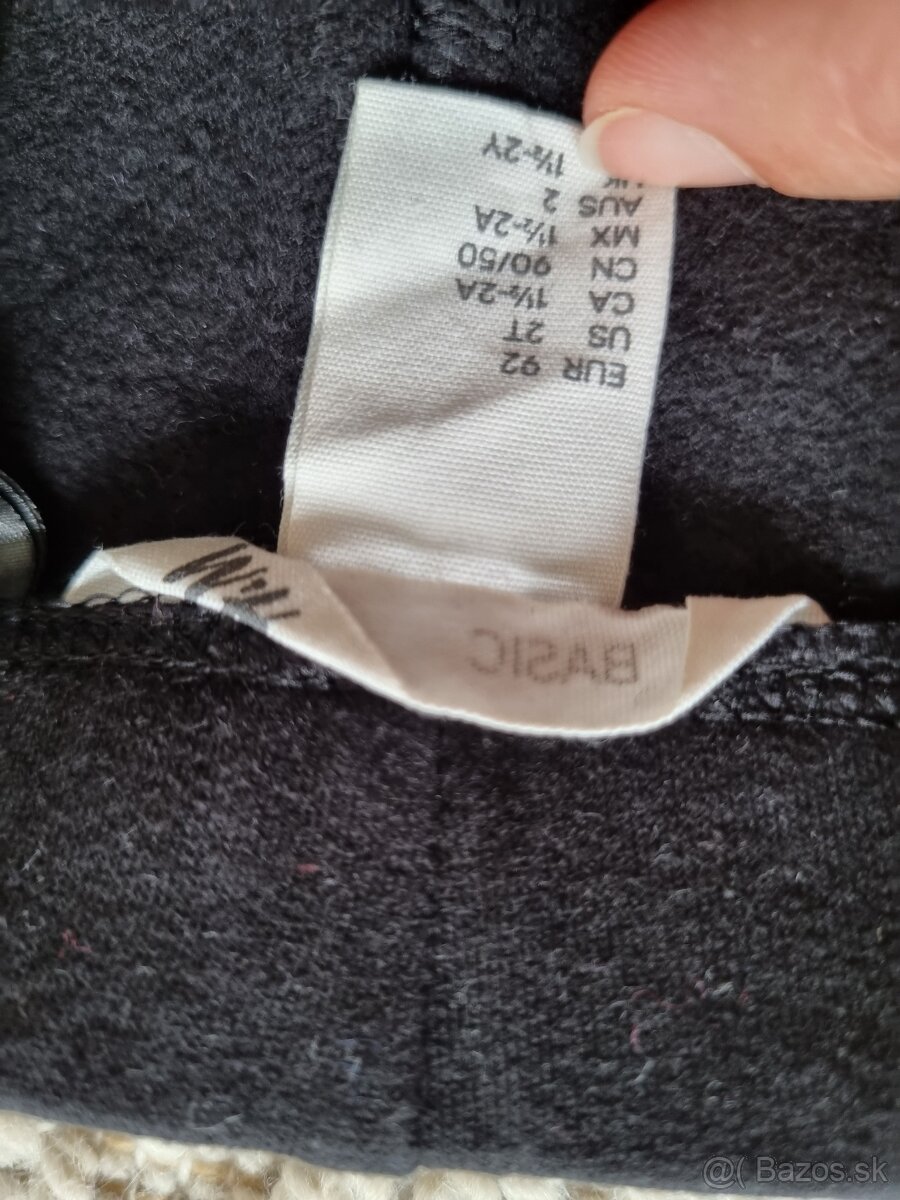 EUR 92
US 2T
CA 1½-2A
CN 90/50
MX 1½-2A
AUS 2
UK 1½-2Y
BASIC
@( Bazos.sk